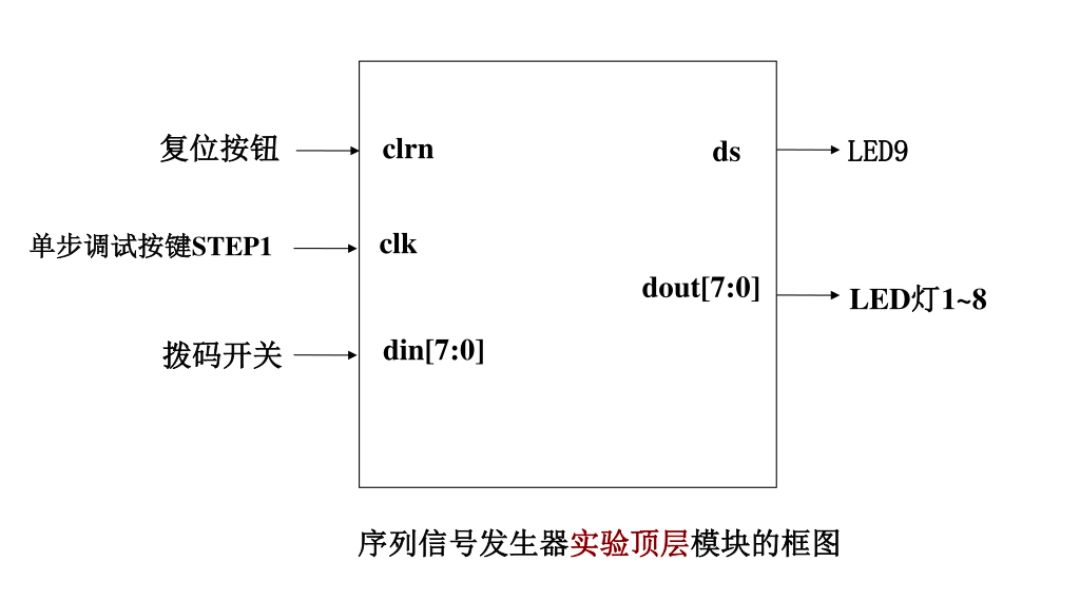 复位按钮
clrn
ds
LED9
单步调试按键STEP1
clk
dout[7:0]
LED灯1~8
拨码开关
din[7:0]
序列信号发生器实验顶层模块的框图